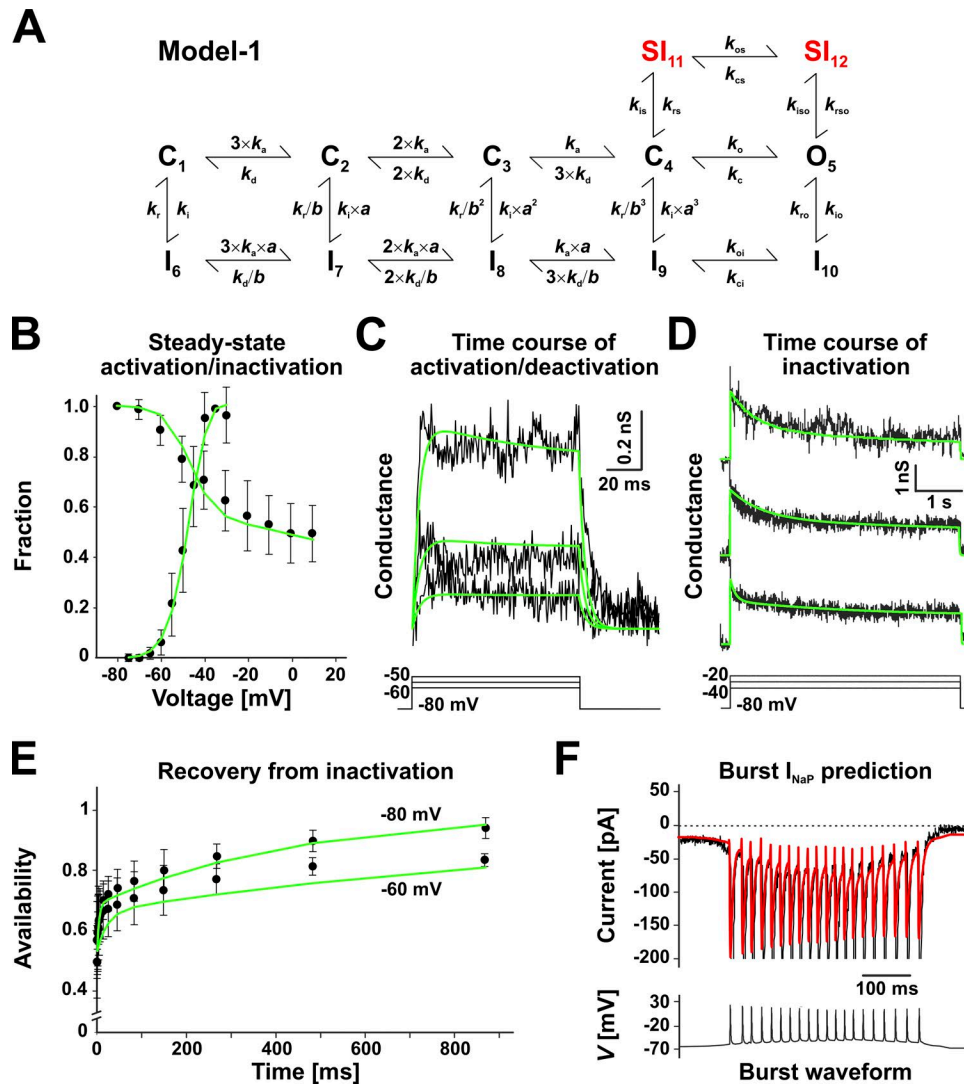 A
Model-1
SI11 kos SI12
kcs
kis krs kiso krso
3×ka 2×ka ka ko
C1 C2 C3 C4 O5
kd 2×kd 3×kd kc
kr ki kr/b ki×a kr/b² ki×a² kr/b³ ki×a³ kro kio
3×ka×a 2×ka×a ka×a koi
I6 I7 I8 I9 I10
kd/b 2×kd/b 3×kd/b kci
B
Steady-state
activation/inactivation
Fraction
1.0
0.8
0.6
0.4
0.2
0
-80 -60 -40 -20 0 20
Voltage [mV]
C
Time course of
activation/deactivation
Conductance
0.2 nS
20 ms
-50
-60
-80 mV
D
Time course of
inactivation
Conductance
1 nS
1 s
-20
-40
-80 mV
E
Recovery from inactivation
Availability
1
0.8
0.6
0.4
0
-80 mV
-60 mV
0 200 400 600 800
Time [ms]
F
Burst INaP prediction
Current [pA]
50
0
-50
-100
-150
-200
100 ms
V [mV]
30
-20
-70
Burst waveform